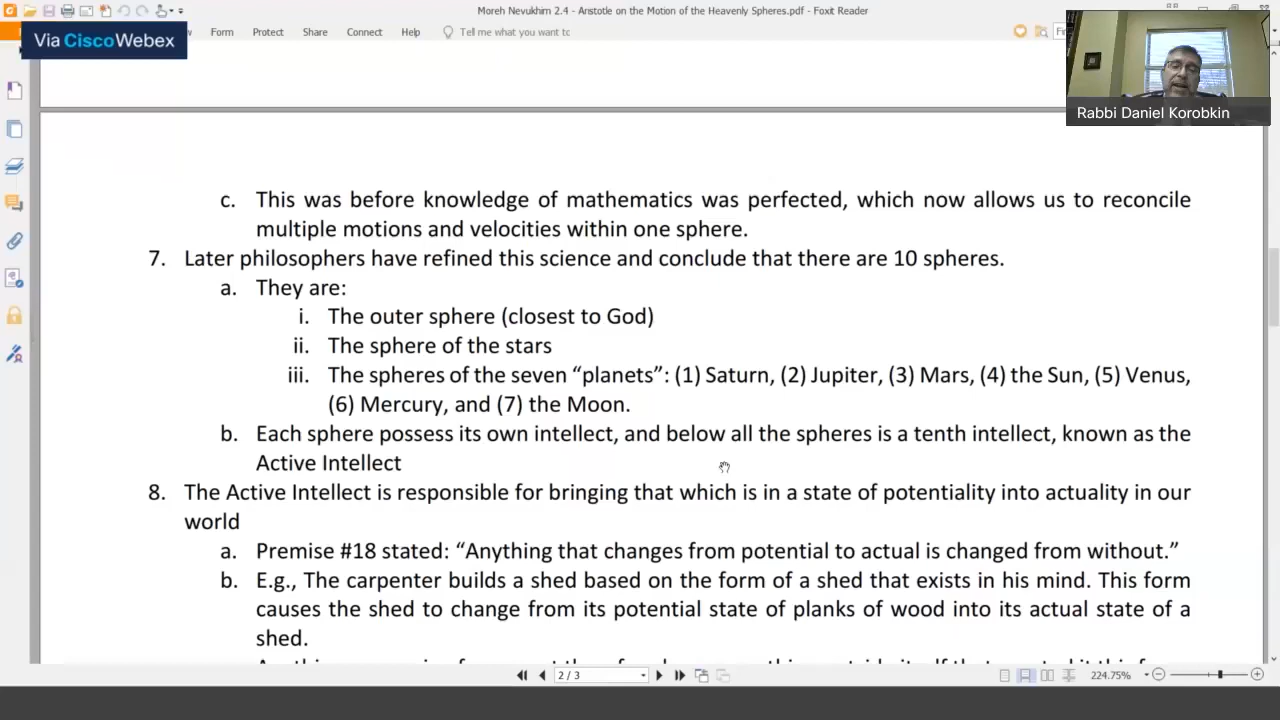 Moreh Nevukhim 2.4 - Aristotle on the Motion of the Heavenly Spheres.pdf - Foxit Reader
Via CiscoWebex
Form Protect Share Connect Help Tell me what you want tc
Rabbi Daniel Korobkin
c. This was before knowledge of mathematics was perfected, which now allows us to reconcile
multiple motions and velocities within one sphere.
7. Later philosophers have refined this science and conclude that there are 10 spheres.
a. They are:
i. The outer sphere (closest to God)
ii. The sphere of the stars
iii. The spheres of the seven “planets”: (1) Saturn, (2) Jupiter, (3) Mars, (4) the Sun, (5) Venus,
(6) Mercury, and (7) the Moon.
b. Each sphere possess its own intellect, and below all the spheres is a tenth intellect, known as the
Active Intellect
8. The Active Intellect is responsible for bringing that which is in a state of potentiality into actuality in our
world
a. Premise #18 stated: “Anything that changes from potential to actual is changed from without.”
b. E.g., The carpenter builds a shed based on the form of a shed that exists in his mind. This form
causes the shed to change from its potential state of planks of wood into its actual state of a
shed.
2 / 3
224.75%